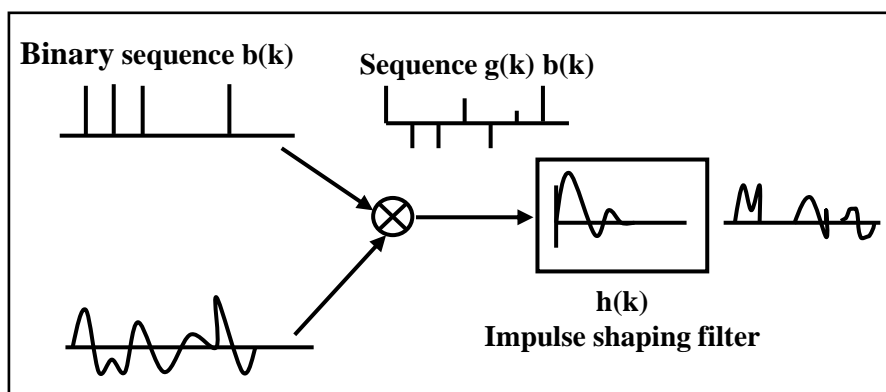 Binary sequence b(k)
Sequence g(k) b(k)
h(k)
Impulse shaping filter